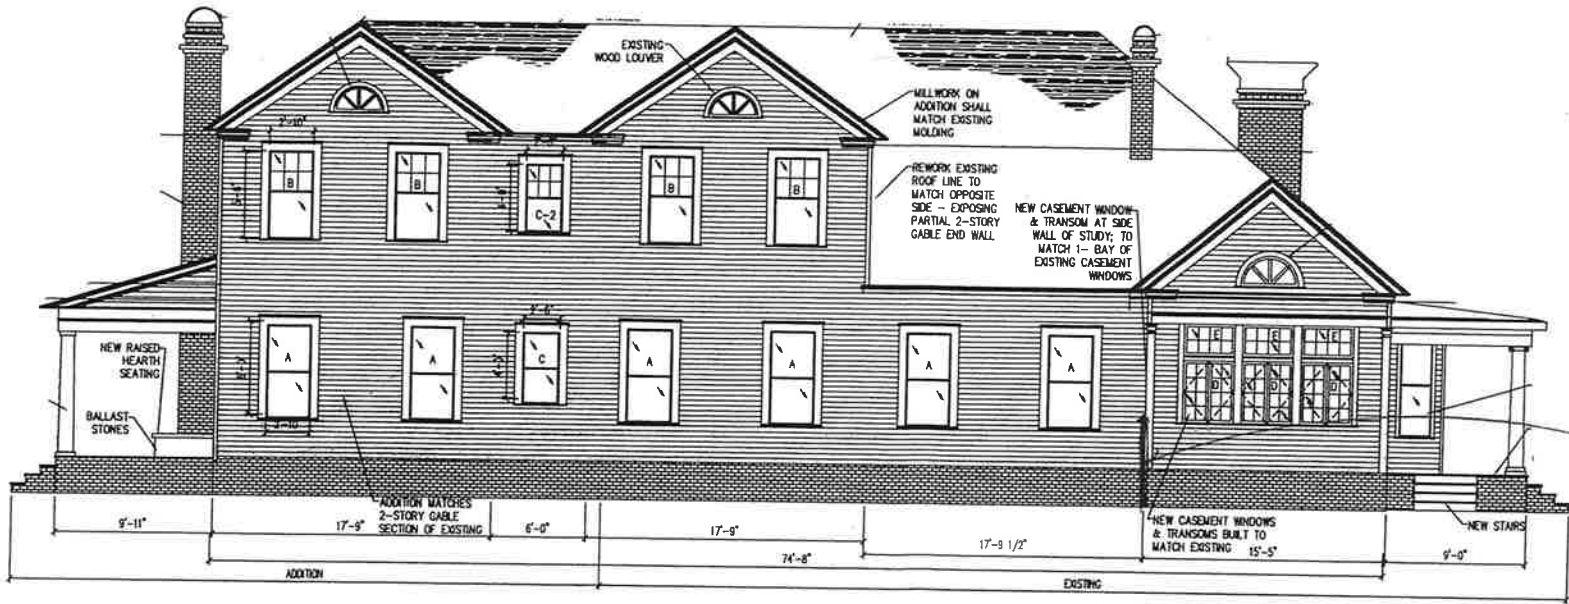 EXISTING
WOOD LOUVER
MILLWORK ON
ADDITION SHALL
MATCH EXISTING
MOLDING
REWORK EXISTING
ROOF LINE TO
MATCH OPPOSITE
SIDE - EXPOSING
PARTIAL 2-STORY
GABLE END WALL
NEW CASEMENT WINDOW
& TRANSOM AT SIDE
WALL OF STUDY; TO
MATCH 1- BAY OF
EXISTING CASEMENT
WINDOWS
2'-10"
B
B
C-2
B
B
NEW RAISED
HEARTH
SEATING
BALLAST
STONES
A
A
C
A
A
A
A
E
E
E
D
D
D
2'-10
ADDITION MATCHES
2-STORY GABLE
SECTION OF EXISTING
NEW CASEMENT WINDOWS
& TRANSOMS BUILT TO
MATCH EXISTING
NEW STAIRS
9'-11"
17'-9"
6'-0"
17'-9"
17'-9 1/2"
15'-5"
9'-0"
74'-8"
ADDITION
EXISTING